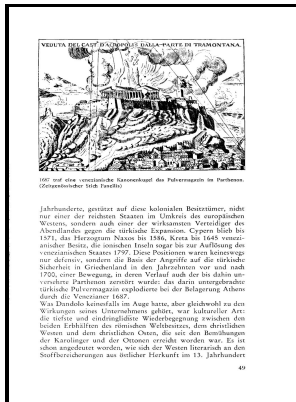 VEDUTA DEL CAST. D'ACROPOLIS DALLA PARTE DI TRAMONTANA.
1687 traf eine venezianische Kanonenkugel das Pulvermagazin im Parthenon.
(Zeitgenössischer Stich Fanellis)
Jahrhunderte, gestützt auf diese kolonialen Besitztümer, nicht
nur einer der reichsten Staaten im Umkreis des europäischen
Westens, sondern auch einer der wirksamsten Verteidiger des
Abendlandes gegen die türkische Expansion. Cypern blieb bis
1571, das Herzogtum Naxos bis 1586, Kreta bis 1645 venezi-
anischer Besitz, die ionischen Inseln sogar bis zur Auflösung des
venezianischen Staates 1797. Diese Positionen waren keineswegs
nur defensiv, sondern die Basis der Angriffe auf die türkische
Sicherheit in Griechenland in den Jahrzehnten vor und nach
1700, einer Bewegung, in deren Verlauf auch der bis dahin un-
versehrte Parthenon zerstört wurde: das darin untergebrachte
türkische Pulvermagazin explodierte bei der Belagerung Athens
durch die Venezianer 1687.
Was Dandolo keinesfalls im Auge hatte, aber gleichwohl zu den
Wirkungen seines Unternehmens gehört, war kultureller Art:
die tiefste und eindringlichste Wiederbegegnung zwischen den
beiden Erbhälften des römischen Weltbesitzes, dem christlichen
Westen und dem christlichen Osten, die seit den Bemühungen
der Karolinger und der Ottonen erreicht worden war. Es ist
schon angedeutet worden, wie sich der Westen literarisch an den
Stoffbereicherungen aus östlicher Herkunft im 13. Jahrhundert
49